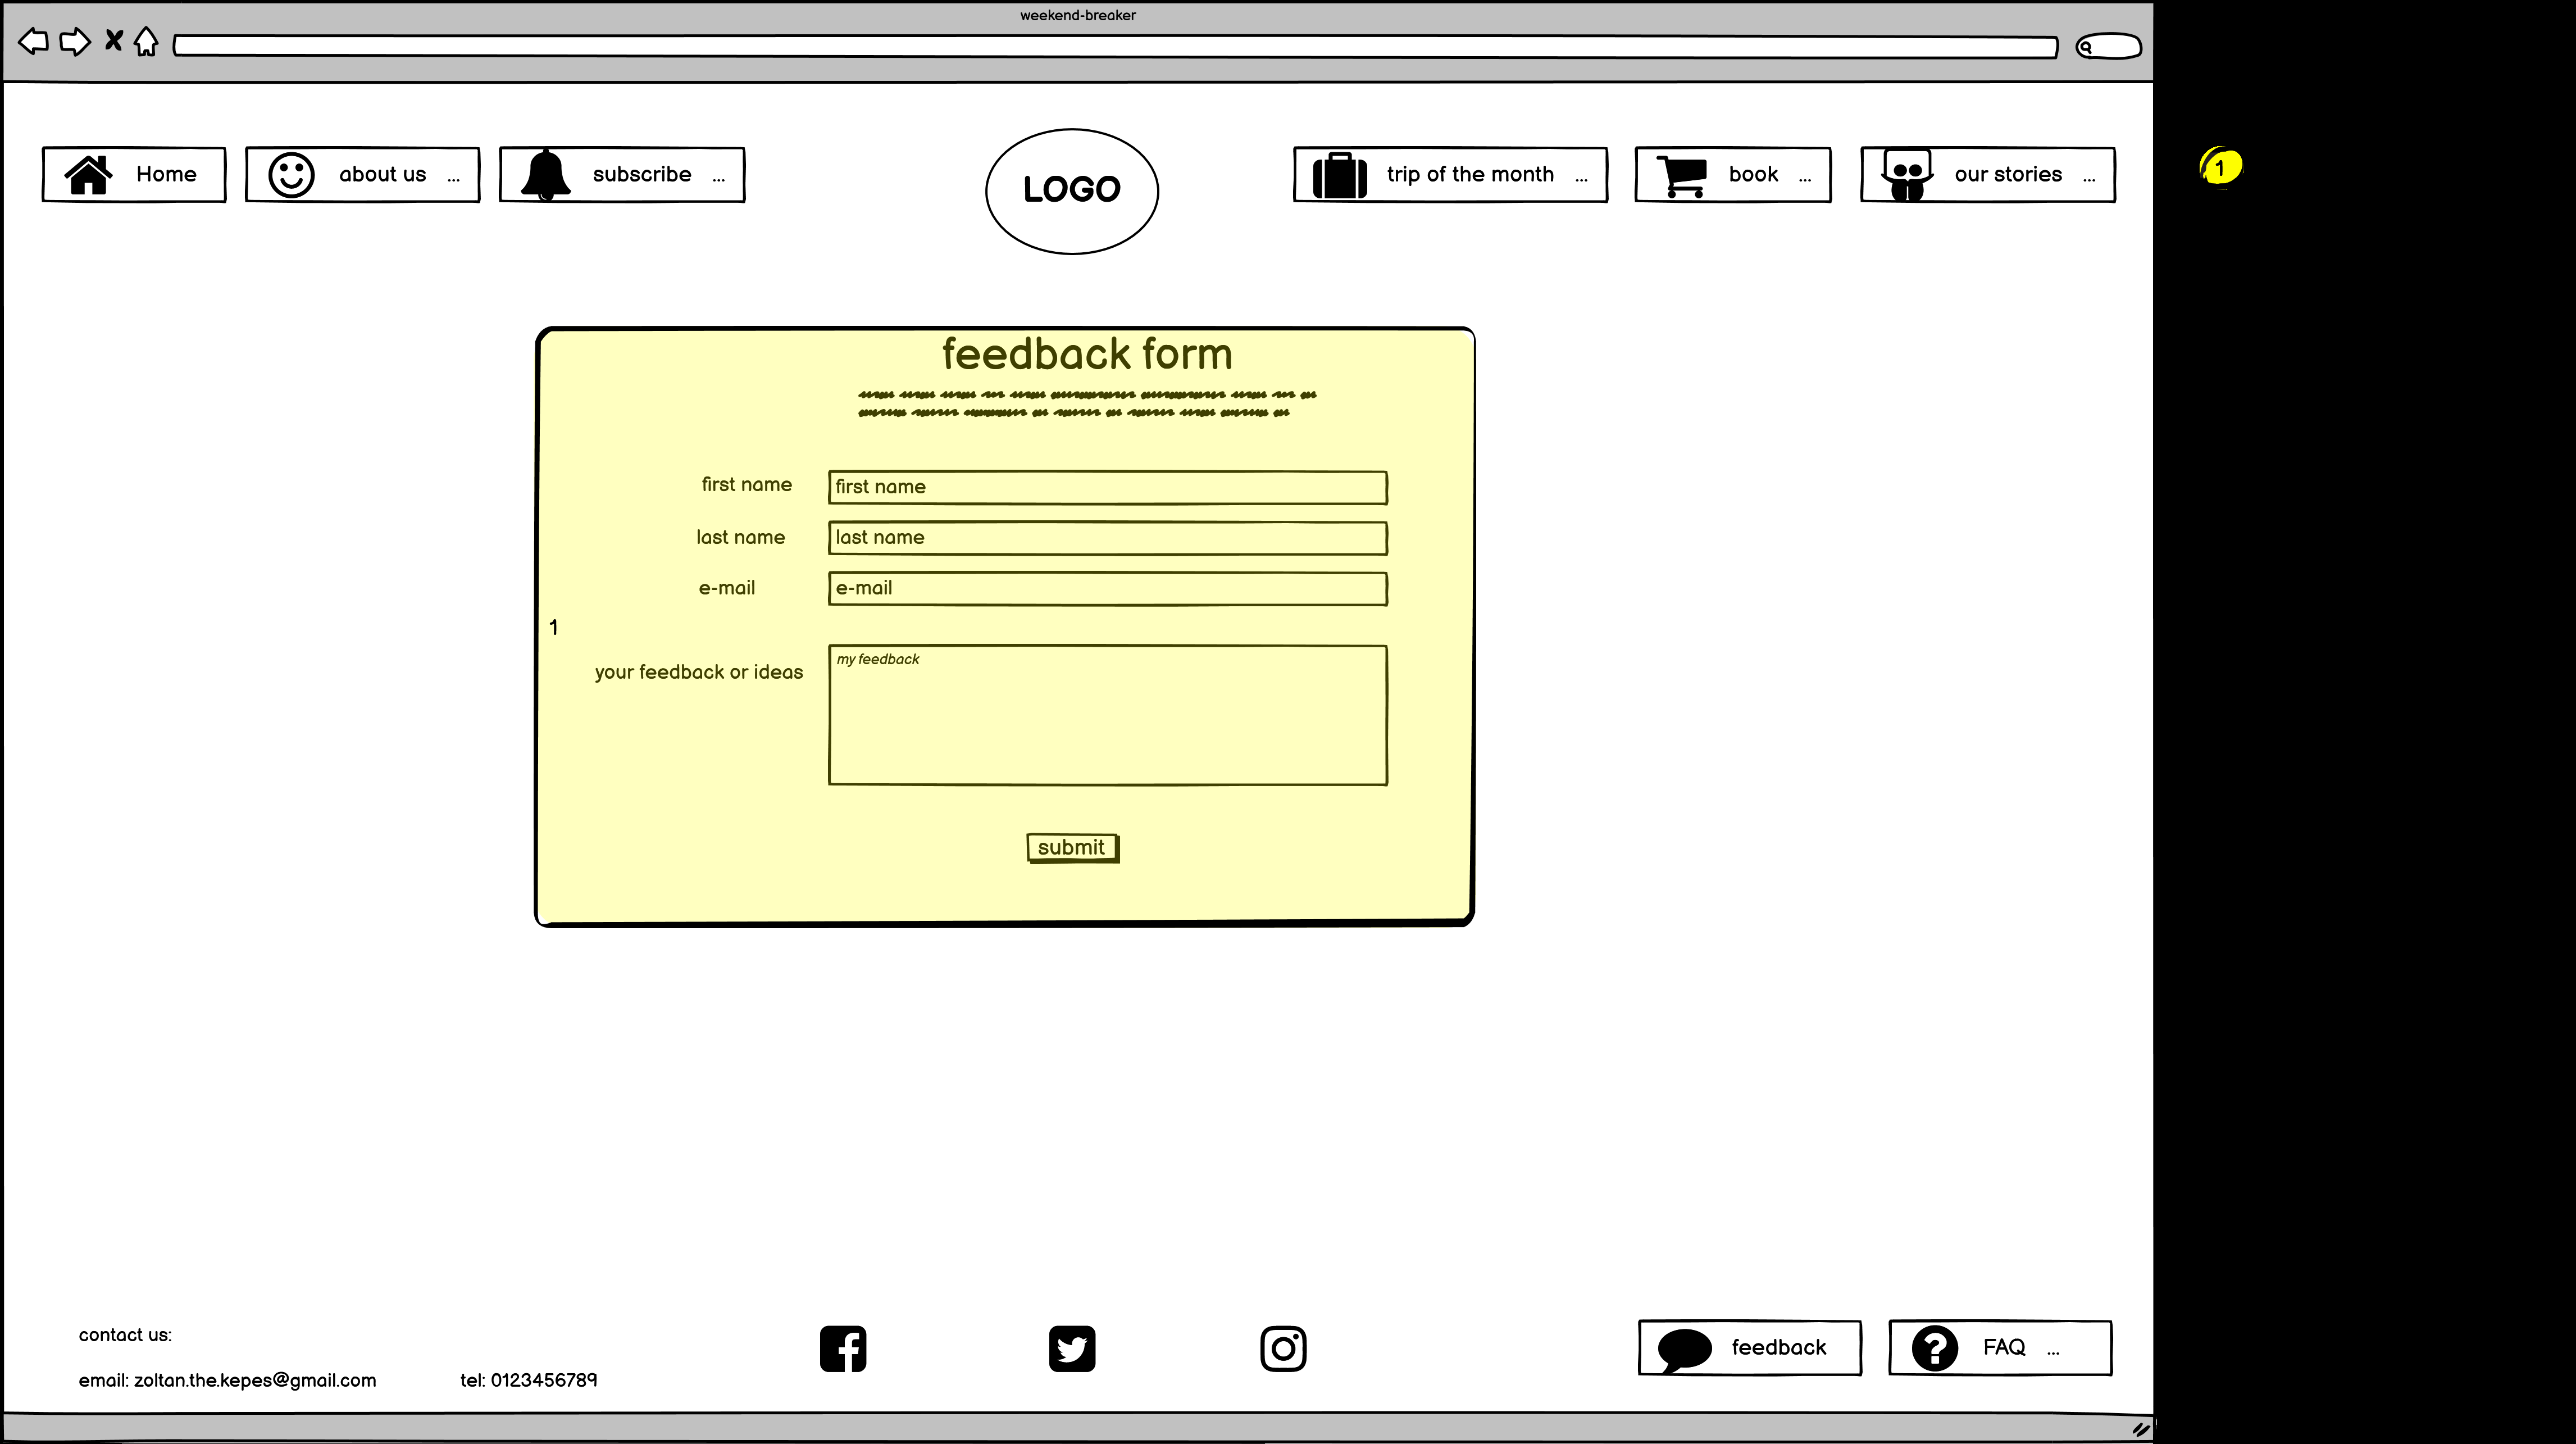 weekend-breaker
Home
about us ...
subscribe ...
LOGO
trip of the month ...
book ...
our stories ...
1
feedback form
first name
first name
last name
last name
e-mail
e-mail
1
your feedback or ideas
my feedback
submit
contact us:
email: zoltan.the.kepes@gmail.com
tel: 0123456789
feedback
FAQ ...